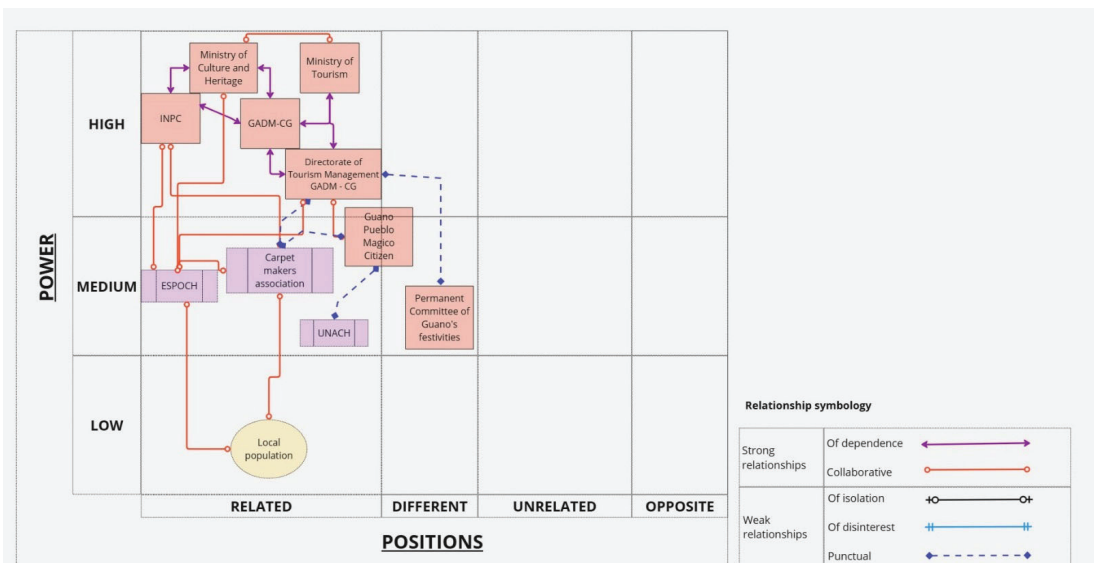 Ministry of
Culture and
Heritage
Ministry of
Tourism
INPC
GADM-CG
HIGH
Directorate of
Tourism Management
GADM - CG
Guano
Pueblo
Magico
Citizen
Carpet
makers
association
POWER
MEDIUM
ESPOCH
Permanent
Committee of
Guano's
festivities
UNACH
LOW
Local
population
RELATED
DIFFERENT
UNRELATED
OPPOSITE
POSITIONS
Relationship symbology
Strong
relationships
Of dependence
Collaborative
Weak
relationships
Of isolation
Of disinterest
Punctual